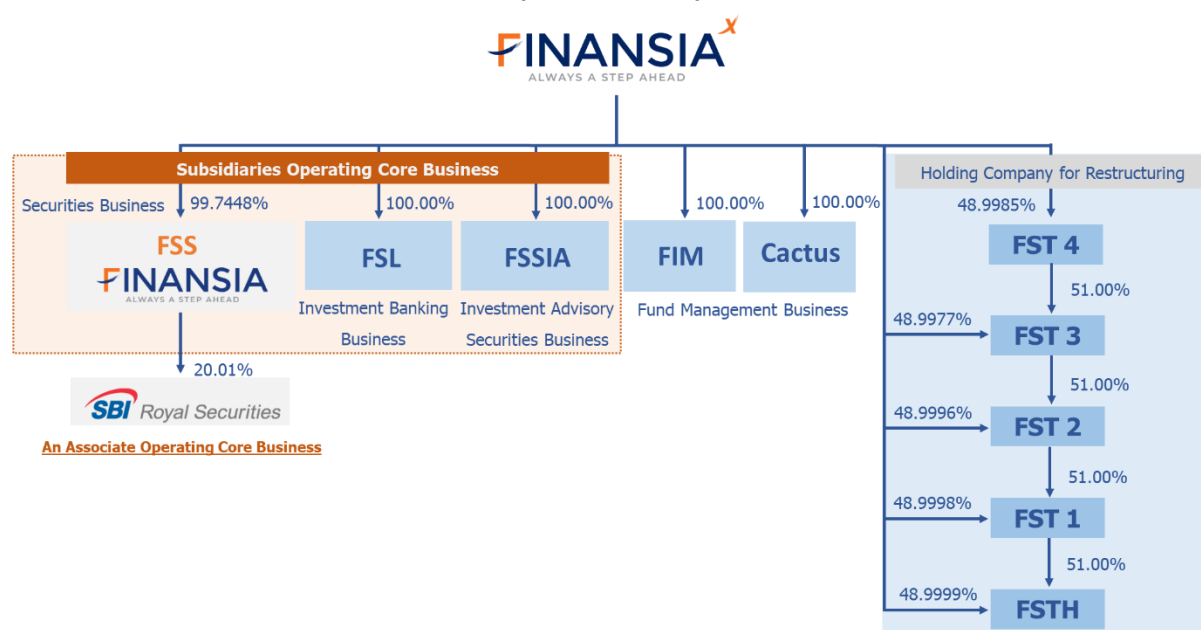 FINANSIA X
ALWAYS A STEP AHEAD
Subsidiaries Operating Core Business
Holding Company for Restructuring
Securities Business
99.7448%
100.00%
100.00%
100.00%
100.00%
48.9985%
FSS
FINANSIA
ALWAYS A STEP AHEAD
FSL
FSSIA
FIM
Cactus
FST 4
Investment Banking
Business
Investment Advisory
Securities Business
Fund Management Business
51.00%
48.9977%
FST 3
20.01%
51.00%
SBI Royal Securities
An Associate Operating Core Business
48.9996%
FST 2
51.00%
48.9998%
FST 1
51.00%
48.9999%
FSTH